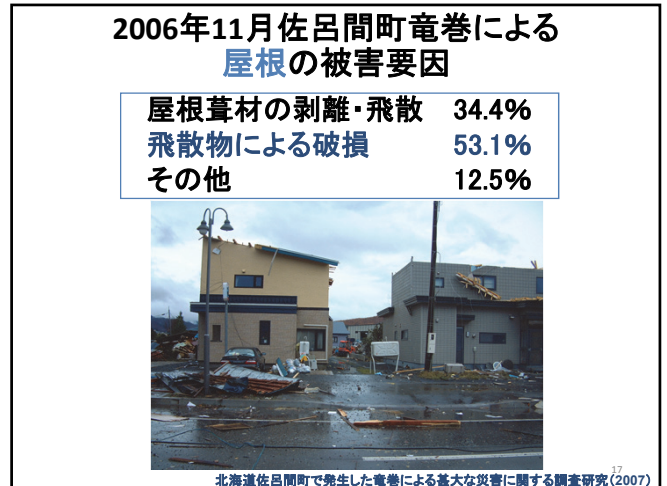 2006年11月佐呂間町竜巻による
屋根の被害要因
屋根葺材の剥離・飛散 34.4%
飛散物による破損 53.1%
その他 12.5%
17
北海道佐呂間町で発生した竜巻による甚大な災害に関する調査研究(2007)